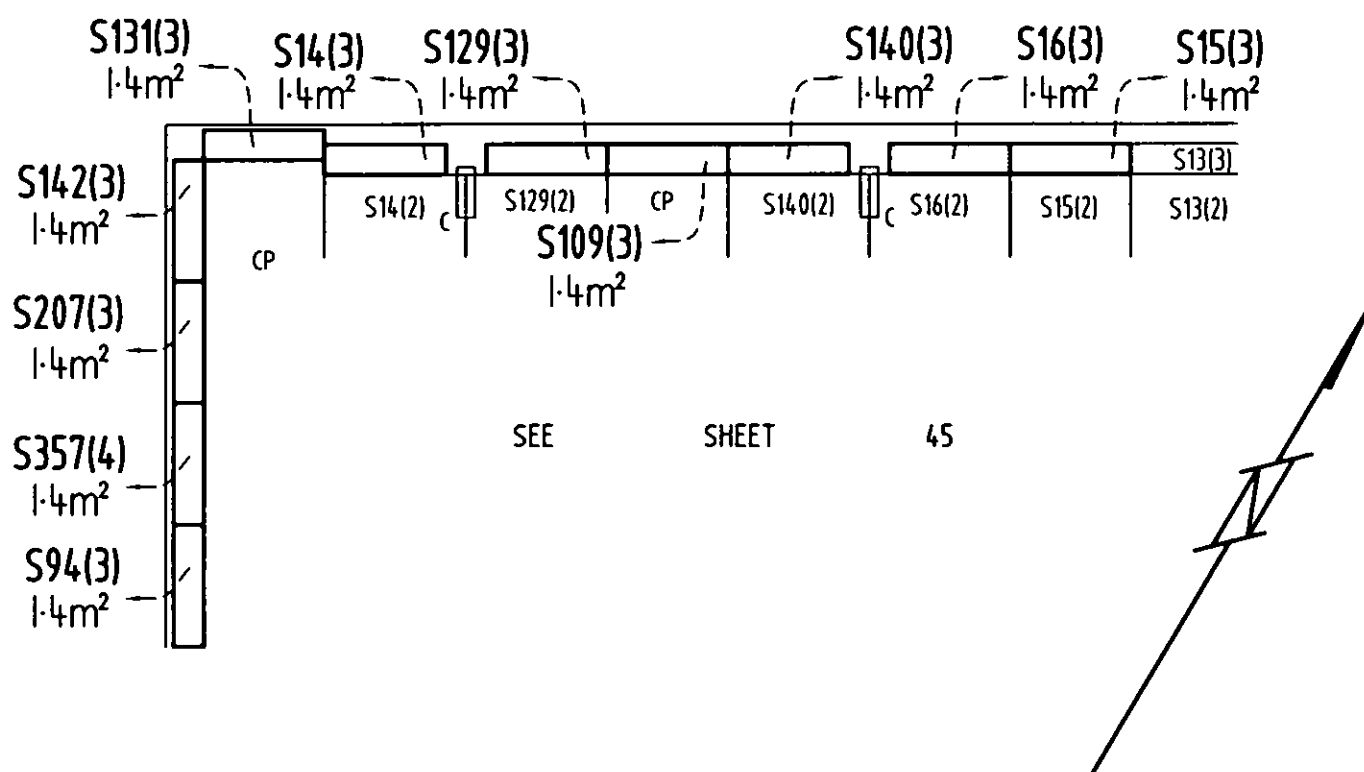 S131(3)
1·4m²
S14(3)
1·4m²
S129(3)
1·4m²
S140(3)
1·4m²
S16(3)
1·4m²
S15(3)
1·4m²
S13(3)
S142(3)
1·4m²
S14(2)
C
S129(2)
CP
S140(2)
C
S16(2)
S15(2)
S13(2)
CP
S109(3)
1·4m²
S207(3)
1·4m²
SEE SHEET 45
S357(4)
1·4m²
S94(3)
1·4m²
N